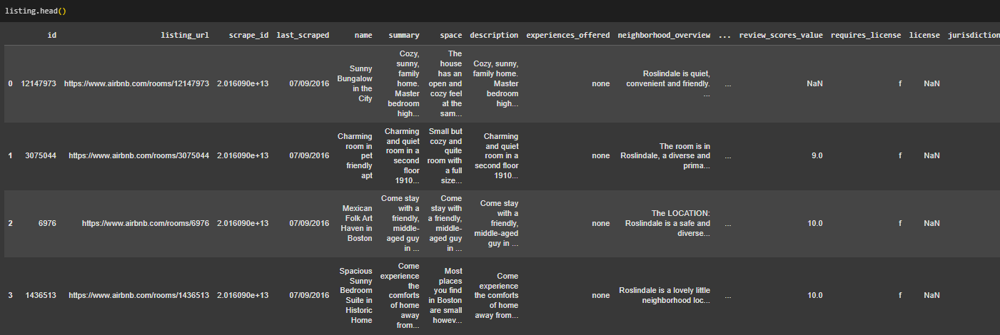 listing.head()
id listing_url scrape_id last_scraped name summary space description experiences_offered neighborhood_overview ... review_scores_value requires_license license jurisdiction
0 12147973 https://www.airbnb.com/rooms/12147973 2.016090e+13 07/09/2016 Sunny Bungalow in the City Cozy, sunny, family home. Master bedroom high... The house has an open and cozy feel at the sam... Cozy, sunny, family home. Master bedroom high... none Roslindale is quiet, convenient and friendly. ... ... NaN f NaN
1 3075044 https://www.airbnb.com/rooms/3075044 2.016090e+13 07/09/2016 Charming room in pet friendly apt Charming and quiet room in a second floor 1910... Small but cozy and quite room with a full size... Charming and quiet room in a second floor 1910... none The room is in Roslindale, a diverse and prima... ... 9.0 f NaN
2 6976 https://www.airbnb.com/rooms/6976 2.016090e+13 07/09/2016 Mexican Folk Art Haven in Boston Come stay with a friendly, middle-aged guy in ... Come stay with a friendly, middle-aged guy in ... Come stay with a friendly, middle-aged guy in ... none The LOCATION: Roslindale is a safe and diverse... ... 10.0 f NaN
3 1436513 https://www.airbnb.com/rooms/1436513 2.016090e+13 07/09/2016 Spacious Sunny Bedroom Suite in Historic Home Come experience the comforts of home away from... Most places you find in Boston are small howev... Come experience the comforts of home away from... none Roslindale is a lovely little neighborhood loc... ... 10.0 f NaN